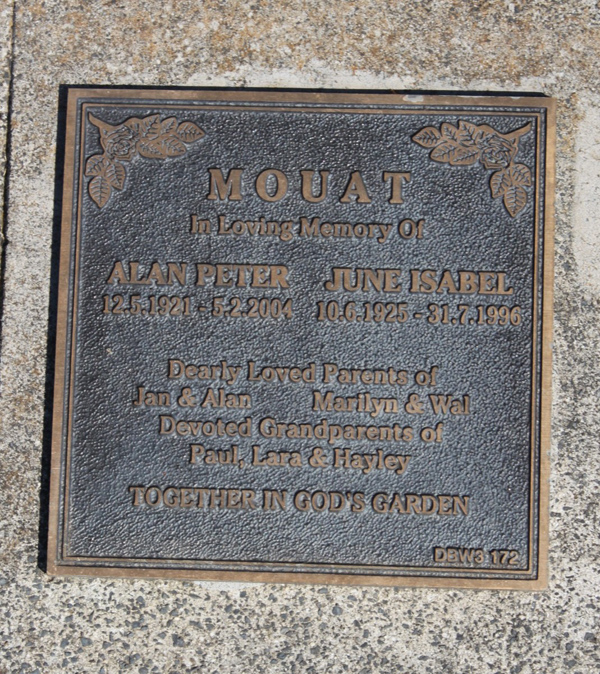 MOUAT
In Loving Memory Of
ALAN PETER JUNE ISABEL
12.5.1921 - 5.2.2004 10.6.1925 - 31.7.1996
Dearly Loved Parents of
Jan & Alan Marilyn & Wal
Devoted Grandparents of
Paul, Lara & Hayley
TOGETHER IN GOD'S GARDEN
DBW3 172